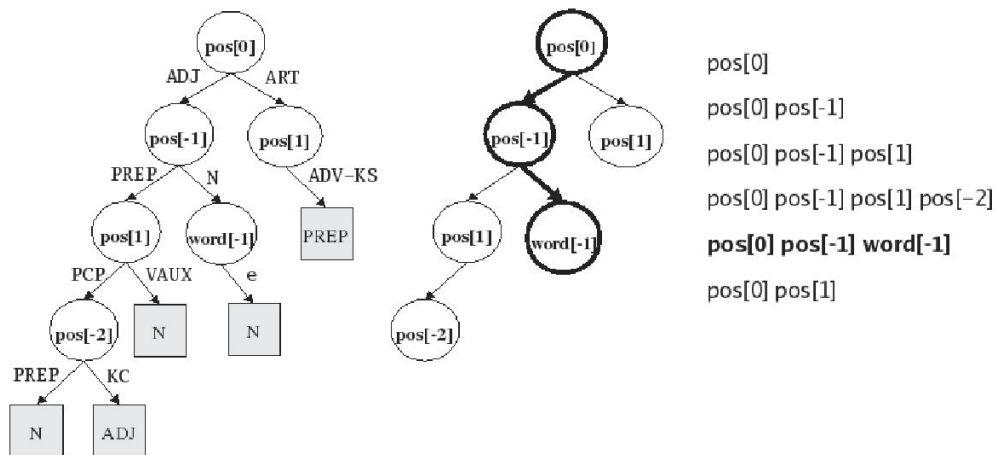 pos[0]
ADJ ART
pos[-1] pos[1]
PREP N ADV-KS
pos[1] word[-1] PREP
PCP VAUX e
pos[-2] N N
PREP KC
N ADJ
pos[0]
pos[-1] pos[1]
pos[1] word[-1]
pos[-2]
pos[0]
pos[0] pos[-1]
pos[0] pos[-1] pos[1]
pos[0] pos[-1] pos[1] pos[-2]
pos[0] pos[-1] word[-1]
pos[0] pos[1]